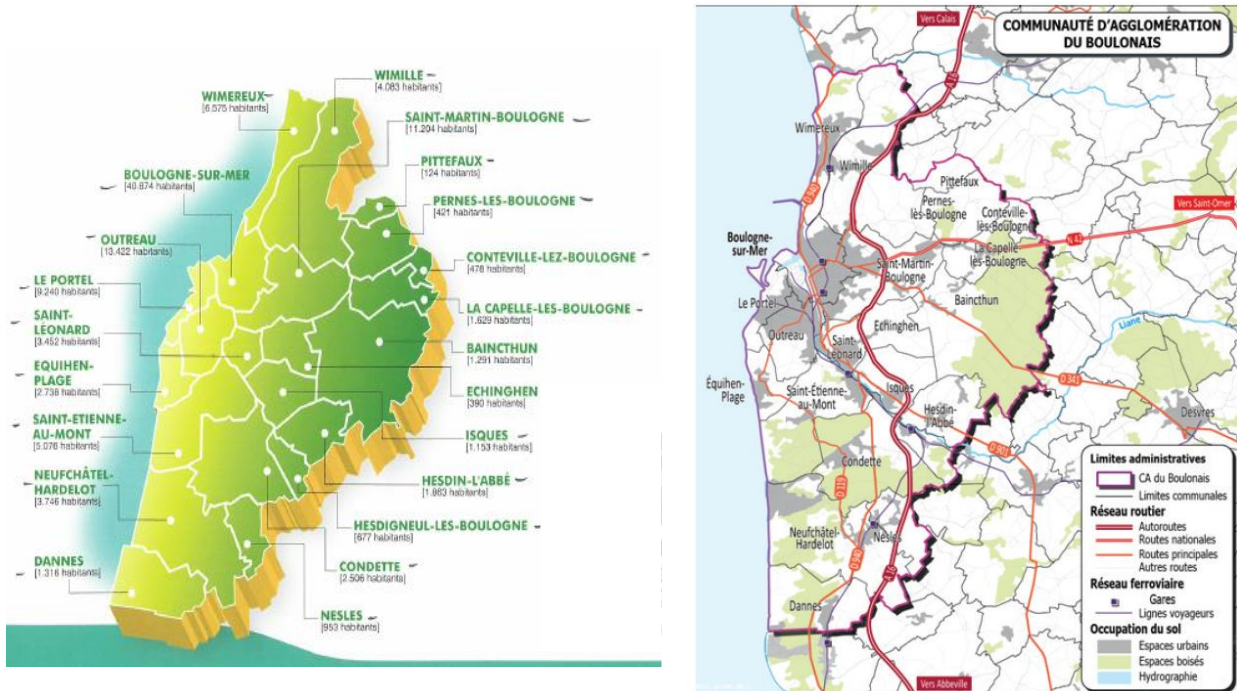 WIMILLE
[4.083 habitants]
WIMEREUX
[6.575 habitants]
SAINT-MARTIN-BOULOGNE
[11.204 habitants]
PITTEFAUX
[124 habitants]
BOULOGNE-SUR-MER
[40.874 habitants]
PERNES-LES-BOULOGNE
[421 habitants]
OUTREAU
[13.422 habitants]
CONTEVILLE-LEZ-BOULOGNE
[478 habitants]
LE PORTEL
[9.240 habitants]
LA CAPELLE-LES-BOULOGNE
[1.629 habitants]
SAINT-
LÉONARD
[3.452 habitants]
BAINCTHUN
[1.291 habitants]
EQUIHEN-
PLAGE
[2.738 habitants]
ECHINGHEN
[390 habitants]
SAINT-ETIENNE-
AU-MONT
[5.076 habitants]
ISQUES
[1.153 habitants]
NEUFCHÂTEL-
HARDELOT
[3.746 habitants]
HESDIN-L'ABBÉ
[1.863 habitants]
HESDIGNEUL-LES-BOULOGNE
[677 habitants]
DANNES
[1.316 habitants]
CONDETTE
[2.506 habitants]
NESLES
[953 habitants]
COMMUNAUTÉ D'AGGLOMÉRATION
DU BOULONAIS
Vers Calais
A 16
Wimereux
Wimille
D 940
Pittefaux
Pernes-
lès-Boulogne
Conteville-
lès-Boulogne
Vers Saint-Omer
N 42
Boulogne-
sur-Mer
La Capelle-
lès-Boulogne
Saint-Martin-
Boulogne
Baincthun
Le Portel
Outreau
Echinghen
Liane
Saint-
Léonard
D 341
Équihen-
Plage
Saint-Étienne-
au-Mont
Isques
Hesdin-
l'Abbé
Desvres
D 901
Condette
D 119
Neufchâtel-
Hardelot
Nesles
D 940
A 16
Dannes
Vers Abbeville
Limites administratives
CA du Boulonais
Limites communales
Réseau routier
Autoroutes
Routes nationales
Routes principales
Autres routes
Réseau ferroviaire
Gares
Lignes voyageurs
Occupation du sol
Espaces urbains
Espaces boisés
Hydrographie